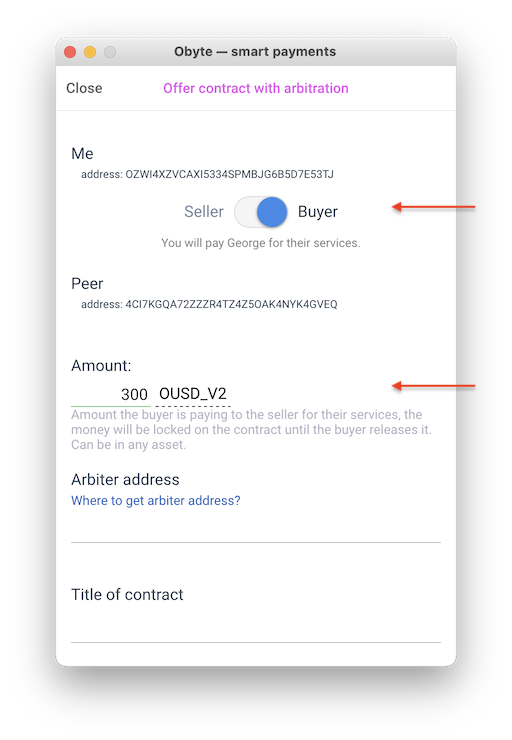 Obyte — smart payments
Close
Offer contract with arbitration
Me
address: OZWI4XZVCAXI5334SPMBJG6B5D7E53TJ
Seller
Buyer
You will pay George for their services.
Peer
address: 4CI7KGQA72ZZZR4TZ4Z5OAK4NYK4GVEQ
Amount:
300 OUSD_V2
Amount the buyer is paying to the seller for their services, the
money will be locked on the contract until the buyer releases it.
Can be in any asset.
Arbiter address
Where to get arbiter address?
Title of contract